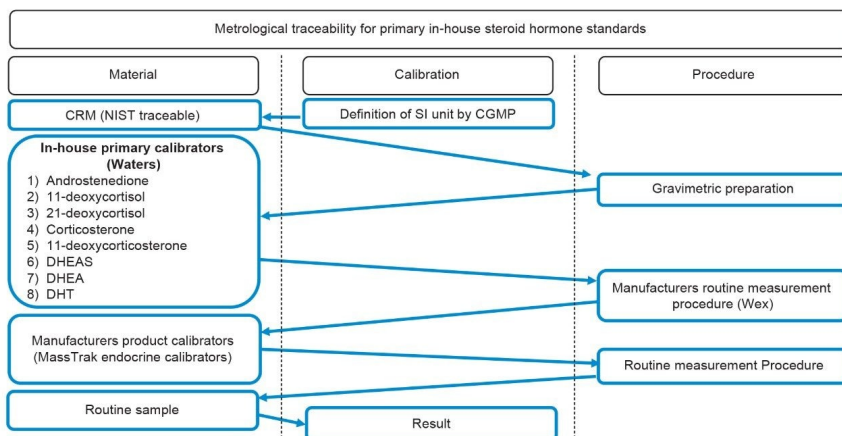 Metrological traceability for primary in-house steroid hormone standards
Material
Calibration
Procedure
CRM (NIST traceable)
Definition of SI unit by CGMP
In-house primary calibrators
(Waters)
1) Androstenedione
2) 11-deoxycortisol
3) 21-deoxycortisol
4) Corticosterone
5) 11-deoxycorticosterone
6) DHEAS
7) DHEA
8) DHT
Gravimetric preparation
Manufacturers routine measurement
procedure (Wex)
Manufacturers product calibrators
(MassTrak endocrine calibrators)
Routine measurement Procedure
Routine sample
Result